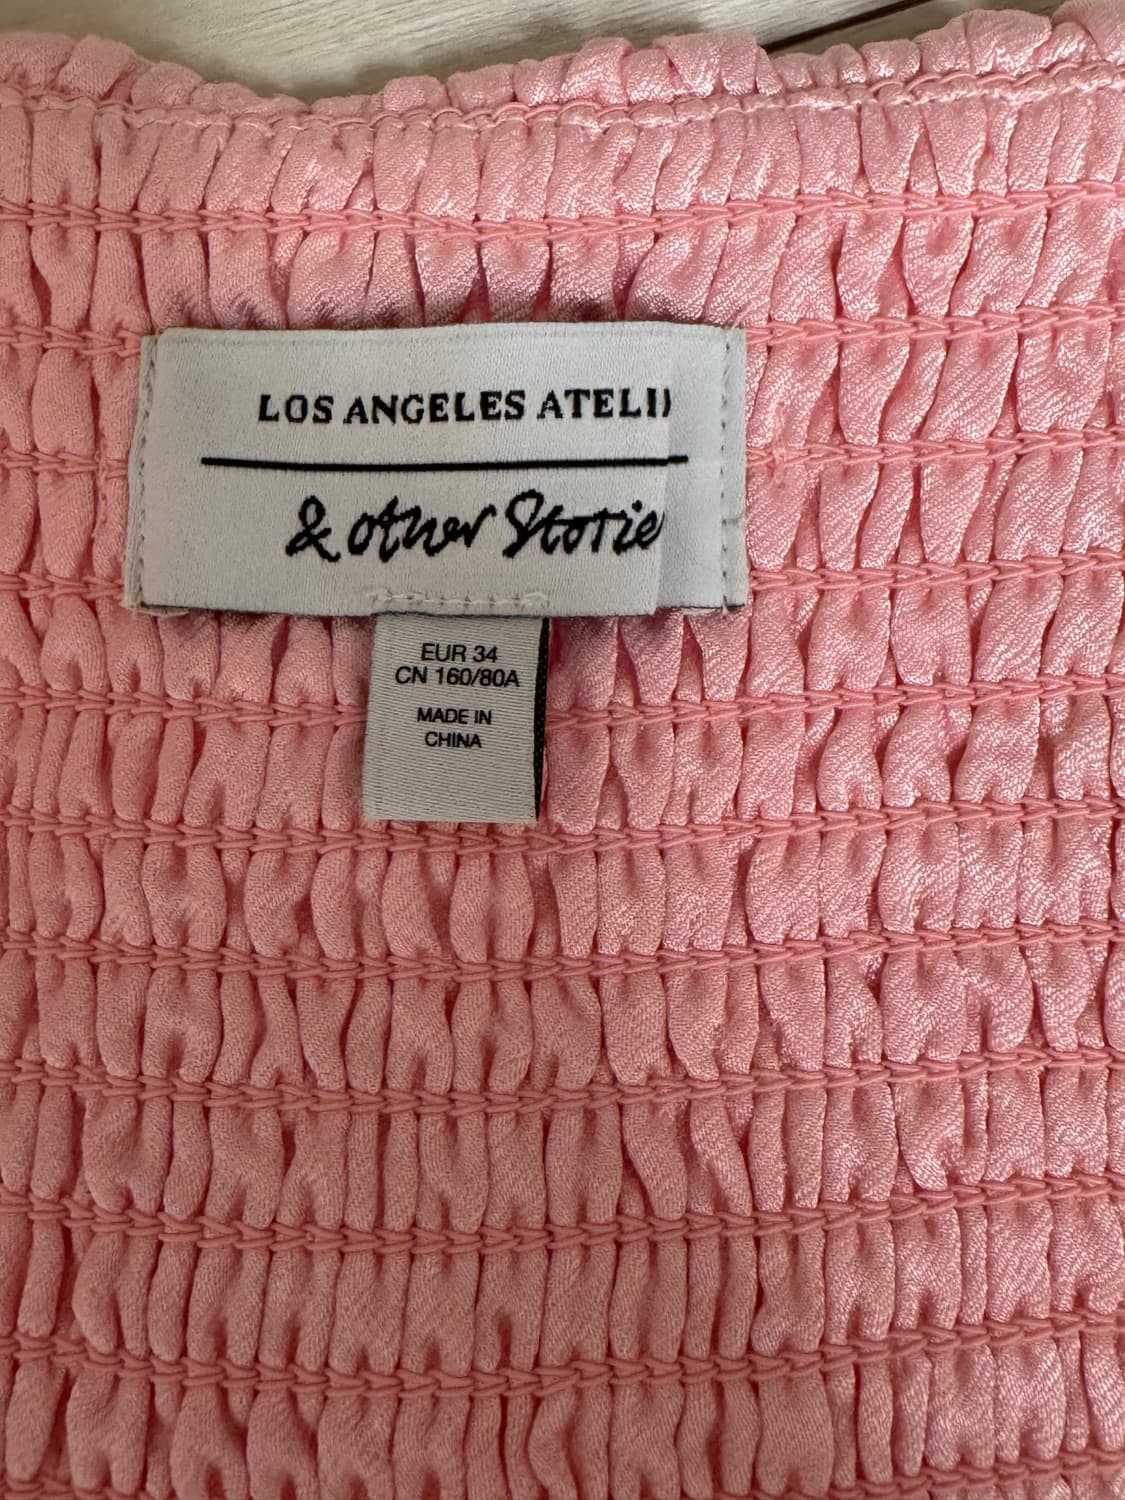 LOS ANGELES ATELI
& other Storie
EUR 34
CN 160/80A
MADE IN
CHINA